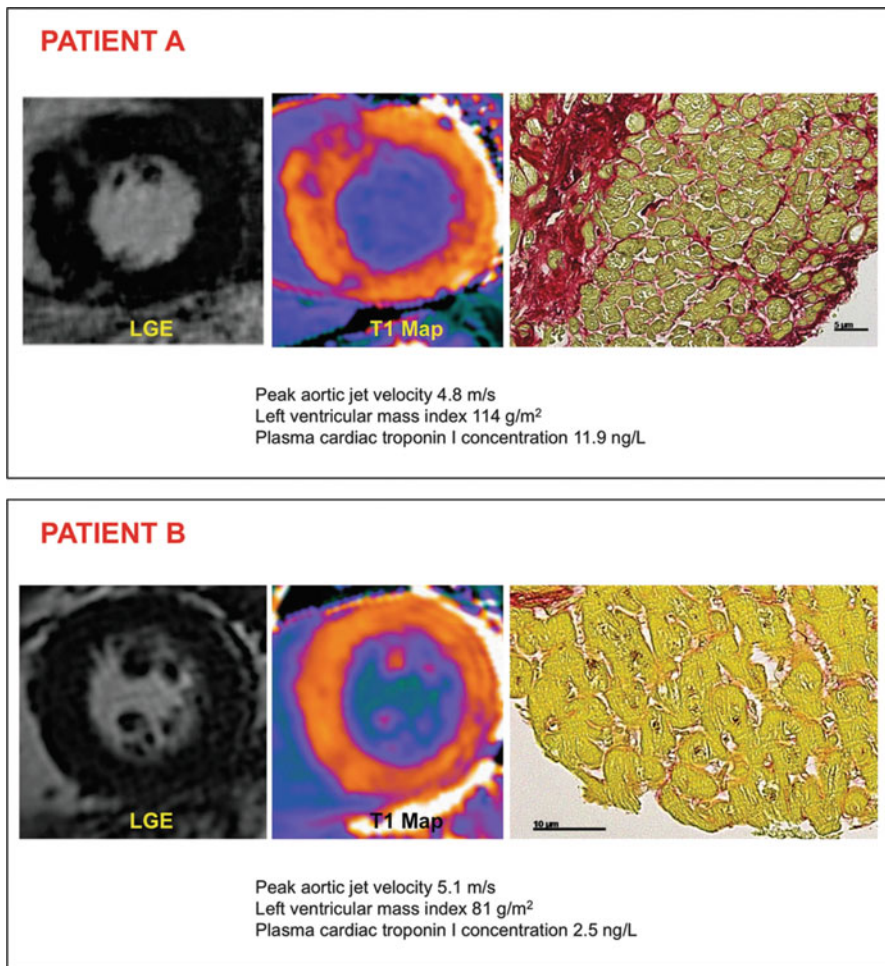 PATIENT A
LGE
T1 Map
5 µm
Peak aortic jet velocity 4.8 m/s
Left ventricular mass index 114 g/m²
Plasma cardiac troponin I concentration 11.9 ng/L
PATIENT B
LGE
T1 Map
10 µm
Peak aortic jet velocity 5.1 m/s
Left ventricular mass index 81 g/m²
Plasma cardiac troponin I concentration 2.5 ng/L